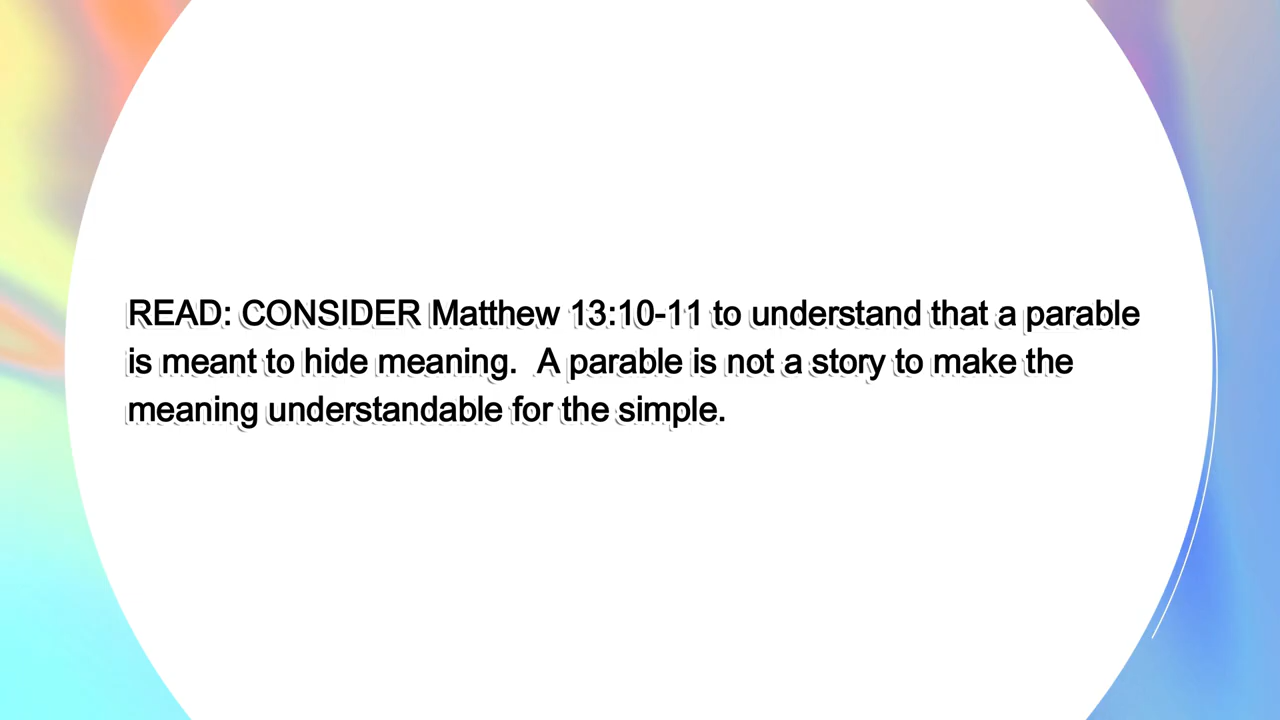 READ: CONSIDER Matthew 13:10-11 to understand that a parable
is meant to hide meaning.  A parable is not a story to make the
meaning understandable for the simple.